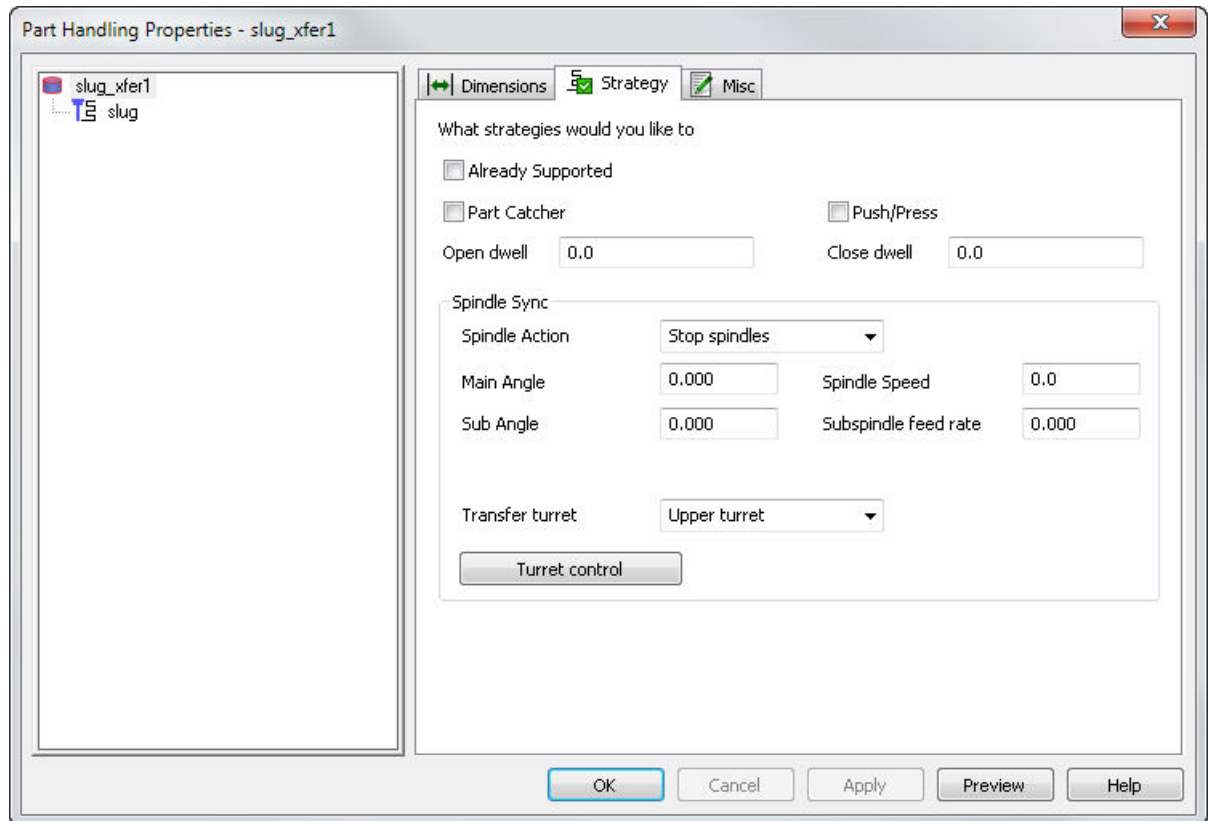 Part Handling Properties - slug_xfer1
slug_xfer1
slug
Dimensions Strategy Misc
What strategies would you like to
Already Supported
Part Catcher Push/Press
Open dwell 0.0 Close dwell 0.0
Spindle Sync
Spindle Action Stop spindles
Main Angle 0.000 Spindle Speed 0.0
Sub Angle 0.000 Subspindle feed rate 0.000
Transfer turret Upper turret
Turret control
OK Cancel Apply Preview Help